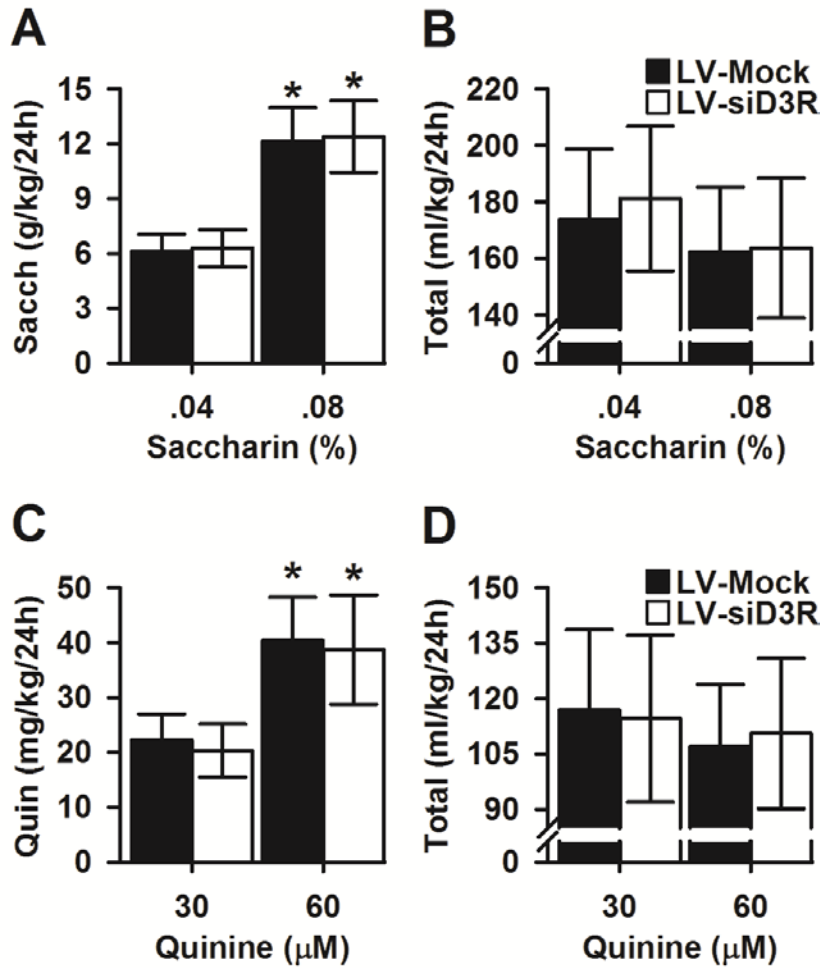 A
Sacch (g/kg/24h)
15
12
9
6
3
0
* *
.04 .08
Saccharin (%)
B
LV-Mock
LV-siD3R
Total (ml/kg/24h)
220
200
180
160
140
0
.04 .08
Saccharin (%)
C
Quin (mg/kg/24h)
50
40
30
20
10
0
* *
30 60
Quinine (μM)
D
LV-Mock
LV-siD3R
Total (ml/kg/24h)
150
135
120
105
90
0
30 60
Quinine (μM)